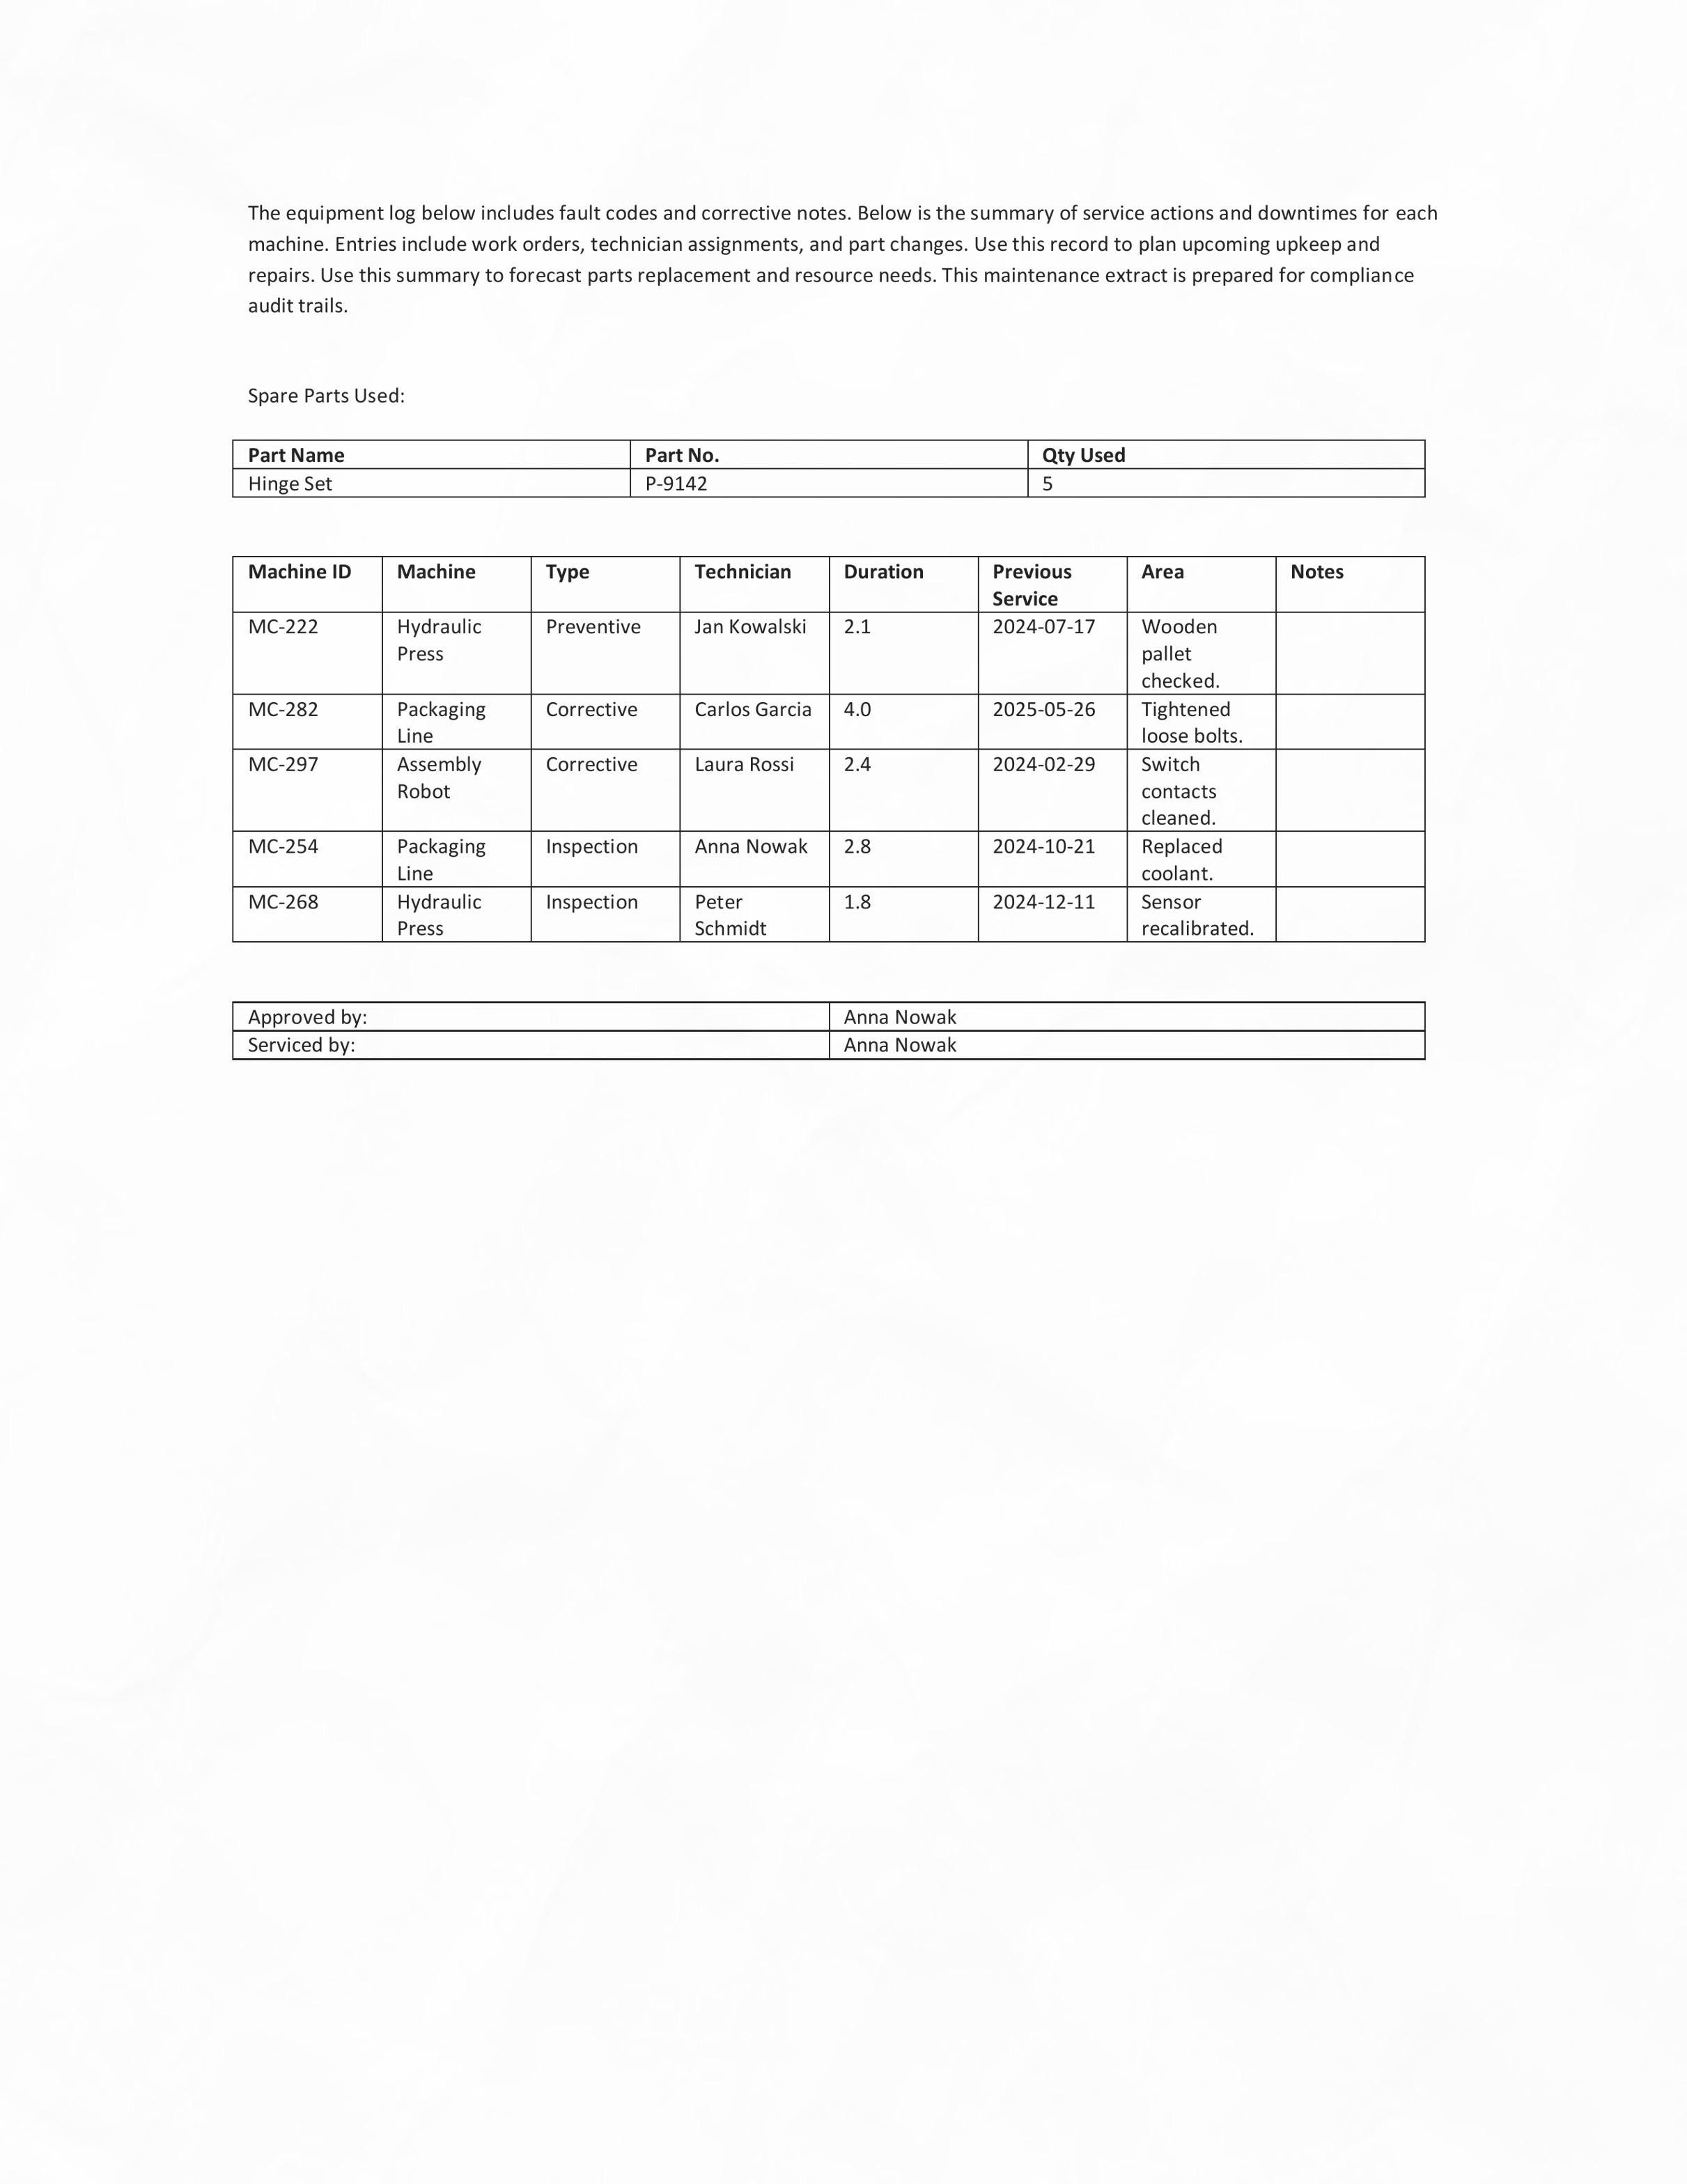 The equipment log below includes fault codes and corrective notes. Below is the summary of service actions and downtimes for each
machine. Entries include work orders, technician assignments, and part changes. Use this record to plan upcoming upkeep and
repairs. Use this summary to forecast parts replacement and resource needs. This maintenance extract is prepared for compliance
audit trails.
Spare Parts Used:
Part Name Part No. Qty Used
Hinge Set P-9142 5
Machine ID Machine Type Technician Duration Previous Area Notes
Service
MC-222 Hydraulic Preventive Jan Kowalski 2.1 2024-07-17 Wooden
Press pallet
checked.
MC-282 Packaging Corrective Carlos Garcia 4.0 2025-05-26 Tightened
Line loose bolts.
MC-297 Assembly Corrective Laura Rossi 2.4 2024-02-29 Switch
Robot contacts
cleaned.
MC-254 Packaging Inspection Anna Nowak 2.8 2024-10-21 Replaced
Line coolant.
MC-268 Hydraulic Inspection Peter 1.8 2024-12-11 Sensor
Press Schmidt recalibrated.
Approved by: Anna Nowak
Serviced by: Anna Nowak